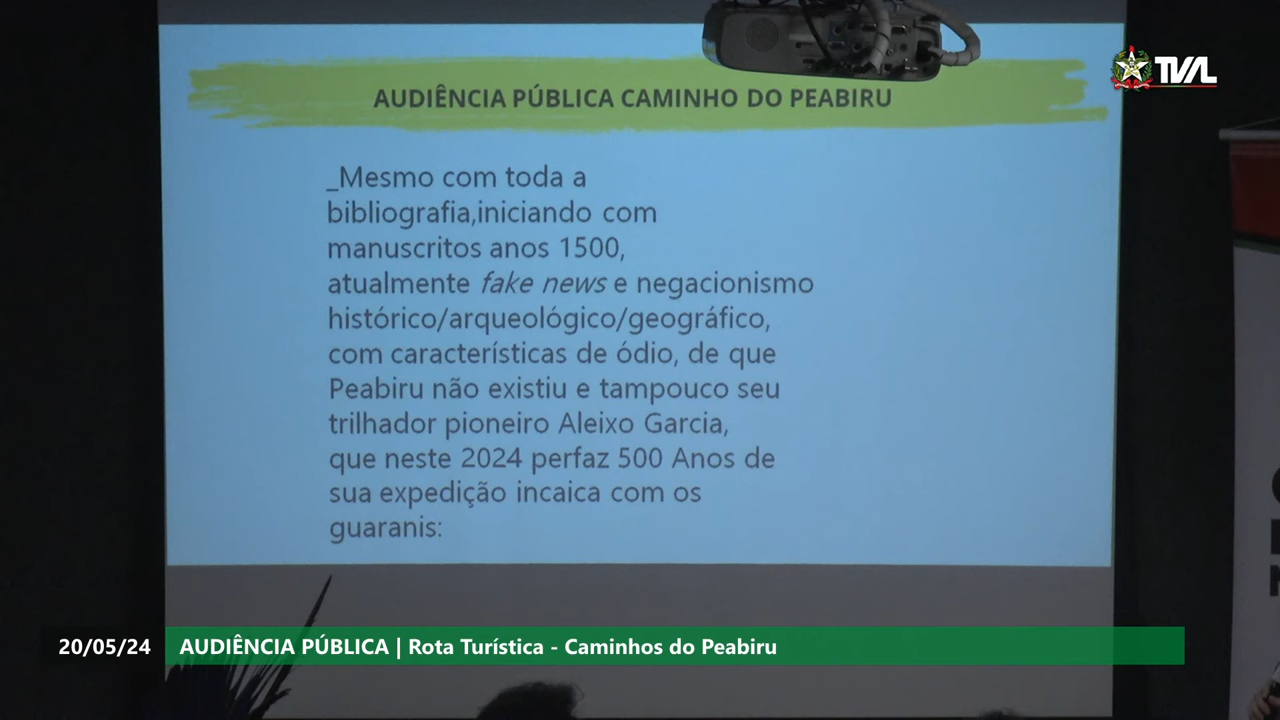 TVAL
AUDIÊNCIA PÚBLICA CAMINHO DO PEABIRU
_Mesmo com toda a
bibliografia,iniciando com
manuscritos anos 1500,
atualmente fake news e negacionismo
histórico/arqueológico/geográfico,
com características de ódio, de que
Peabiru não existiu e tampouco seu
trilhador pioneiro Aleixo Garcia,
que neste 2024 perfaz 500 Anos de
sua expedição incaica com os
guaranis:
20/05/24 AUDIÊNCIA PÚBLICA | Rota Turística - Caminhos do Peabiru